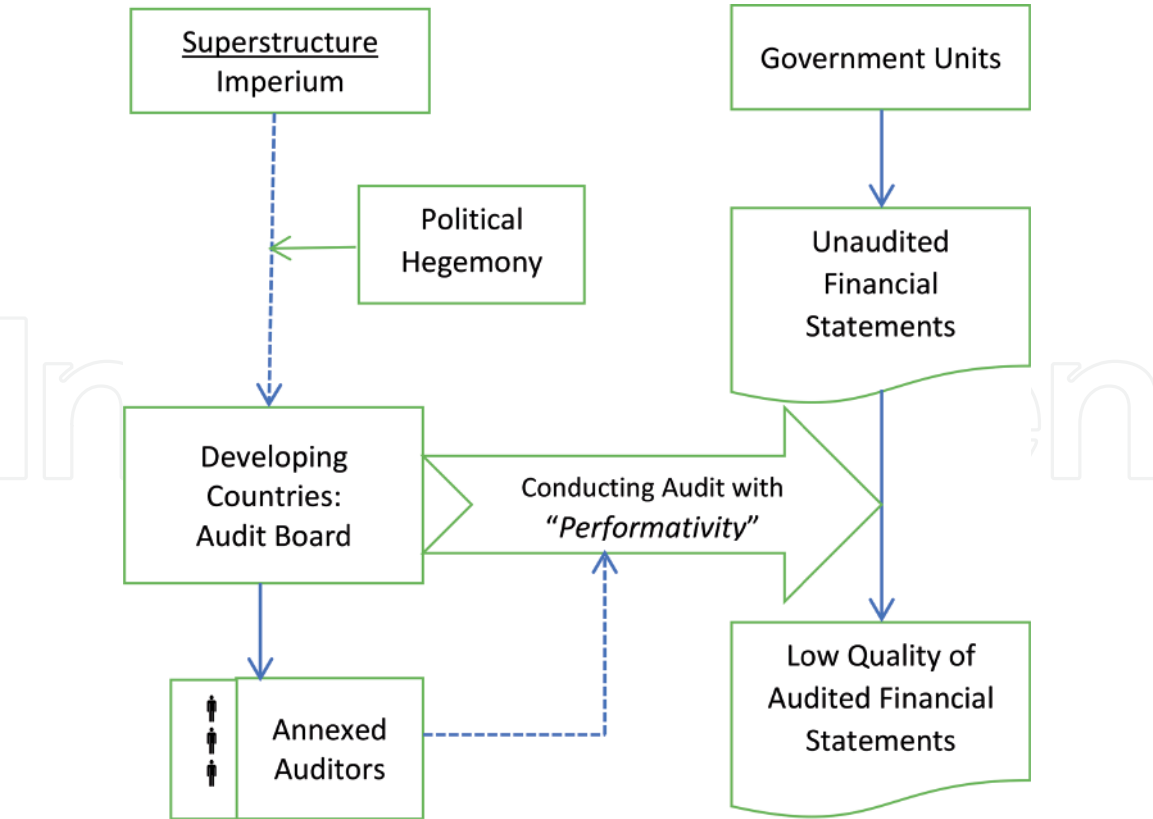 Superstructure
Imperium
Government Units
Political
Hegemony
Unaudited
Financial
Statements
Developing
Countries:
Audit Board
Conducting Audit with
“Performativity”
Annexed
Auditors
Low Quality of
Audited Financial
Statements